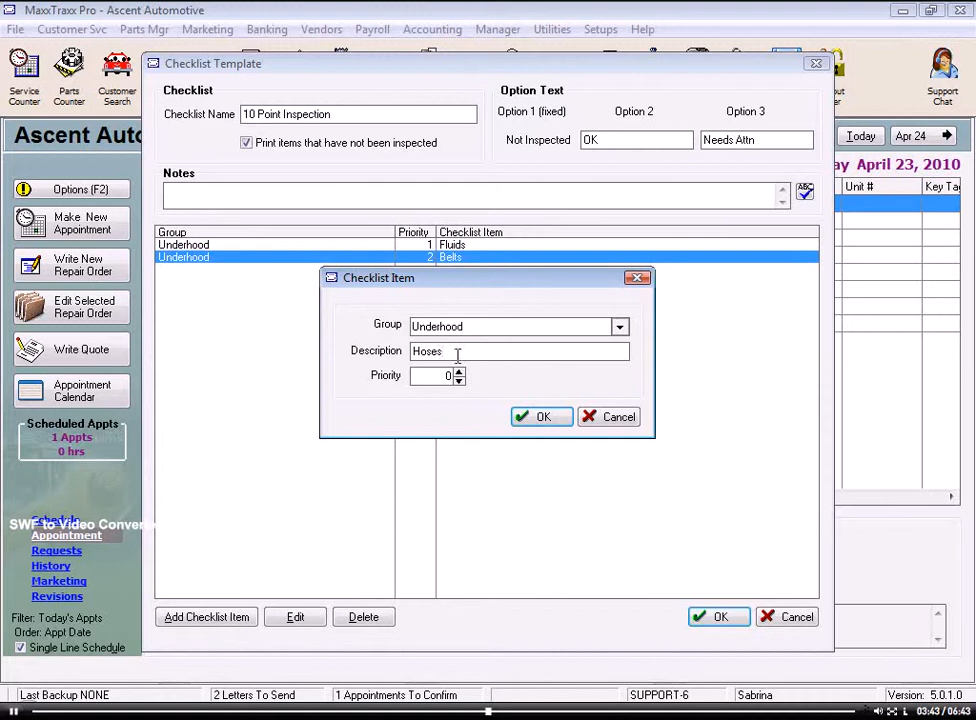 MaxxTraxx Pro - Ascent Automotive
File Customer Svc Parts Mgr Marketing Banking Vendors Payroll Accounting Manager Utilities Setups Help
Service Counter
Parts Counter
Customer Search
Support Chat
Checklist Template
Checklist
Option Text
Option 1 (fixed) Option 2 Option 3
Checklist Name 10 Point Inspection
Not Inspected OK Needs Attn
Print items that have not been inspected
Notes
ABC
Group Priority Checklist Item
Underhood 1 Fluids
Underhood 2 Belts
Checklist Item
Group Underhood
Description Hoses
Priority 0
OK Cancel
Add Checklist Item Edit Delete OK Cancel
Ascent Auto
Today Apr 24
April 23, 2010
Unit # Key Tag
Options (F2)
Make New Appointment
Write New Repair Order
Edit Selected Repair Order
Write Quote
Appointment Calendar
Scheduled Appts
1 Appts
0 hrs
Schedule
SWF to Video Conver
Appointment
Requests
History
Marketing
Revisions
Filter: Today's Appts
Order: Appt Date
Single Line Schedule
Last Backup NONE 2 Letters To Send 1 Appointments To Confirm SUPPORT-6 Sabrina Version: 5.0.1.0
03:43 / 06:43